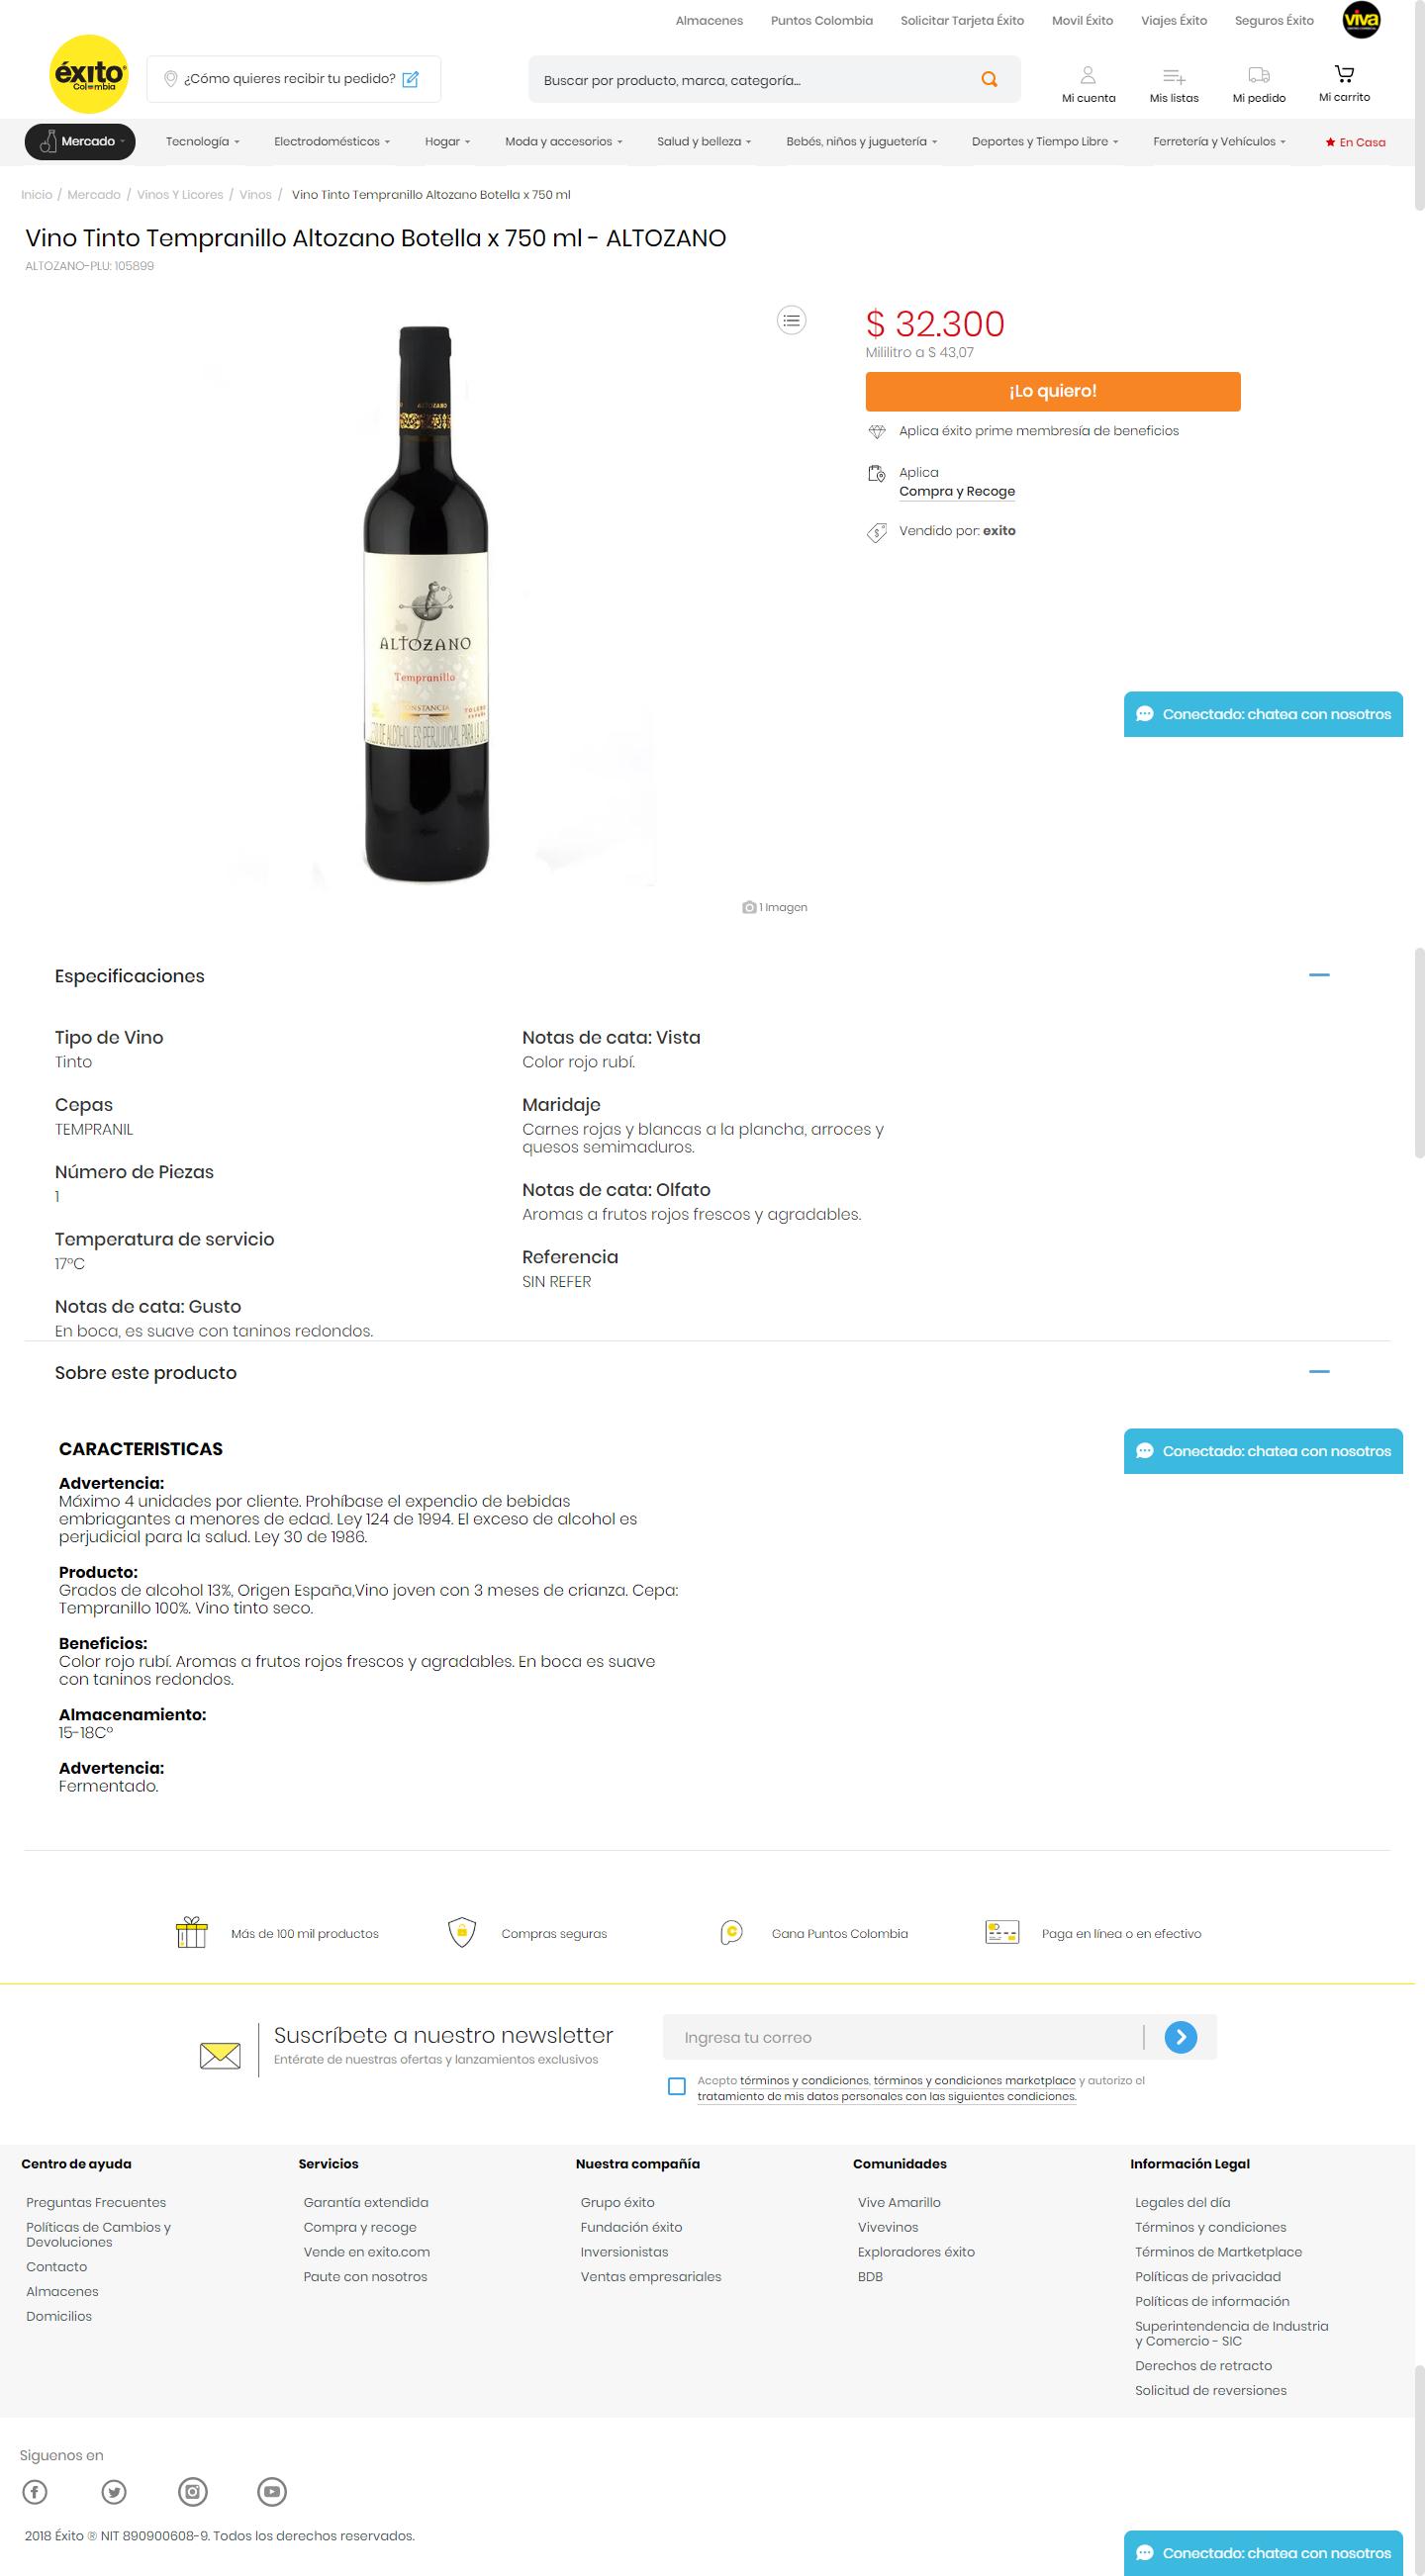 Almacenes Puntos Colombia Solicitar Tarjeta Éxito Movil Éxito Viajes Éxito Seguros Éxito viva
éxito
Colombia
¿Cómo quieres recibir tu pedido?
Buscar por producto, marca, categoría...
Mi cuenta Mis listas Mi pedido Mi carrito
Mercado Tecnología Electrodomésticos Hogar Moda y accesorios Salud y belleza Bebés, niños y juguetería Deportes y Tiempo Libre Ferretería y Vehículos En Casa
Inicio / Mercado / Vinos Y Licores / Vinos / Vino Tinto Tempranillo Altozano Botella x 750 ml
Vino Tinto Tempranillo Altozano Botella x 750 ml - ALTOZANO
ALTOZANO-PLU: 105899
$ 32.300
Mililitro a $ 43,07
¡Lo quiero!
Aplica éxito prime membresía de beneficios
Aplica
Compra y Recoge
Vendido por: exito
ALTOZANO
ALTOZANO
Tempranillo
CONSTANCIA
TOLEDO
ESPAÑA
DE ALCOHOL ES PERJUDICIAL PARA LA
Conectado: chatea con nosotros
1 Imagen
Especificaciones
Tipo de Vino
Tinto
Cepas
TEMPRANIL
Número de Piezas
1
Temperatura de servicio
17°C
Notas de cata: Gusto
En boca, es suave con taninos redondos.
Notas de cata: Vista
Color rojo rubí.
Maridaje
Carnes rojas y blancas a la plancha, arroces y
quesos semimaduros.
Notas de cata: Olfato
Aromas a frutos rojos frescos y agradables.
Referencia
SIN REFER
Sobre este producto
CARACTERISTICAS
Conectado: chatea con nosotros
Advertencia:
Máximo 4 unidades por cliente. Prohíbase el expendio de bebidas
embriagantes a menores de edad. Ley 124 de 1994. El exceso de alcohol es
perjudicial para la salud. Ley 30 de 1986.
Producto:
Grados de alcohol 13%, Origen España,Vino joven con 3 meses de crianza. Cepa:
Tempranillo 100%. Vino tinto seco.
Beneficios:
Color rojo rubí. Aromas a frutos rojos frescos y agradables. En boca es suave
con taninos redondos.
Almacenamiento:
15-18C°
Advertencia:
Fermentado.
Más de 100 mil productos Compras seguras Gana Puntos Colombia Paga en línea o en efectivo
Suscríbete a nuestro newsletter
Entérate de nuestras ofertas y lanzamientos exclusivos
Ingresa tu correo
Acepto términos y condiciones, términos y condiciones marketplace y autorizo el
tratamiento de mis datos personales con las siguientes condiciones.
Centro de ayuda
Preguntas Frecuentes
Políticas de Cambios y
Devoluciones
Contacto
Almacenes
Domicilios
Servicios
Garantía extendida
Compra y recoge
Vende en exito.com
Paute con nosotros
Nuestra compañía
Grupo éxito
Fundación éxito
Inversionistas
Ventas empresariales
Comunidades
Vive Amarillo
Vivevinos
Exploradores éxito
BDB
Información Legal
Legales del día
Términos y condiciones
Términos de Martketplace
Políticas de privacidad
Políticas de información
Superintendencia de Industria
y Comercio - SIC
Derechos de retracto
Solicitud de reversiones
Siguenos en
2018 Éxito ® NIT 890900608-9. Todos los derechos reservados.
Conectado: chatea con nosotros